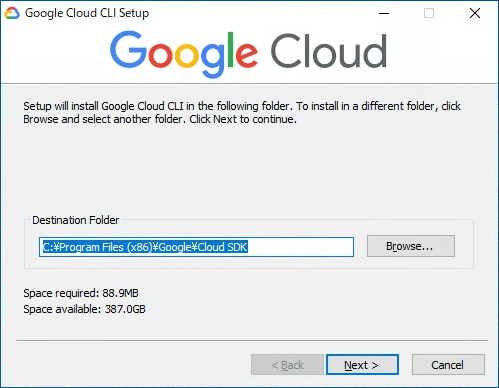 Google Cloud CLI Setup
Google Cloud
Setup will install Google Cloud CLI in the following folder. To install in a different folder, click
Browse and select another folder. Click Next to continue.
Destination Folder
C:¥Program Files (x86)¥Google¥Cloud SDK
Browse...
Space required: 88.9MB
Space available: 387.0GB
< Back
Next >
Cancel